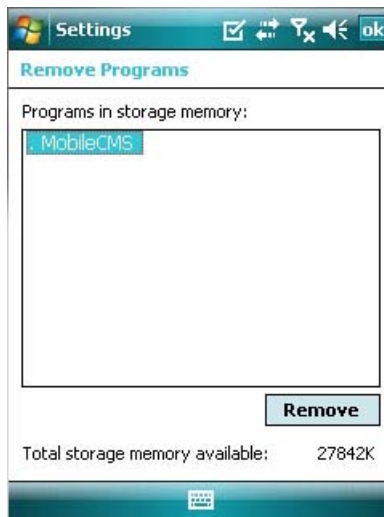 Settings ok
Remove Programs
Programs in storage memory:
. MobileCMS
Remove
Total storage memory available: 27842K